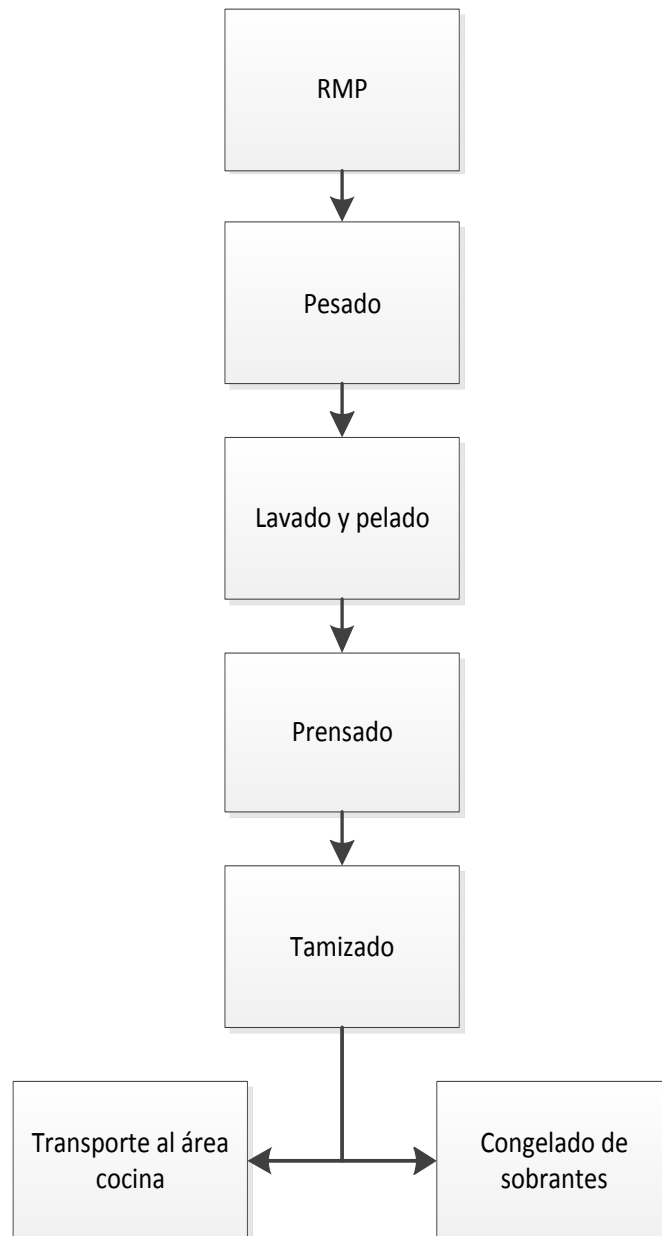 RMP
Pesado
Lavado y pelado
Prensado
Tamizado
Transporte al área
cocina
Congelado de
sobrantes